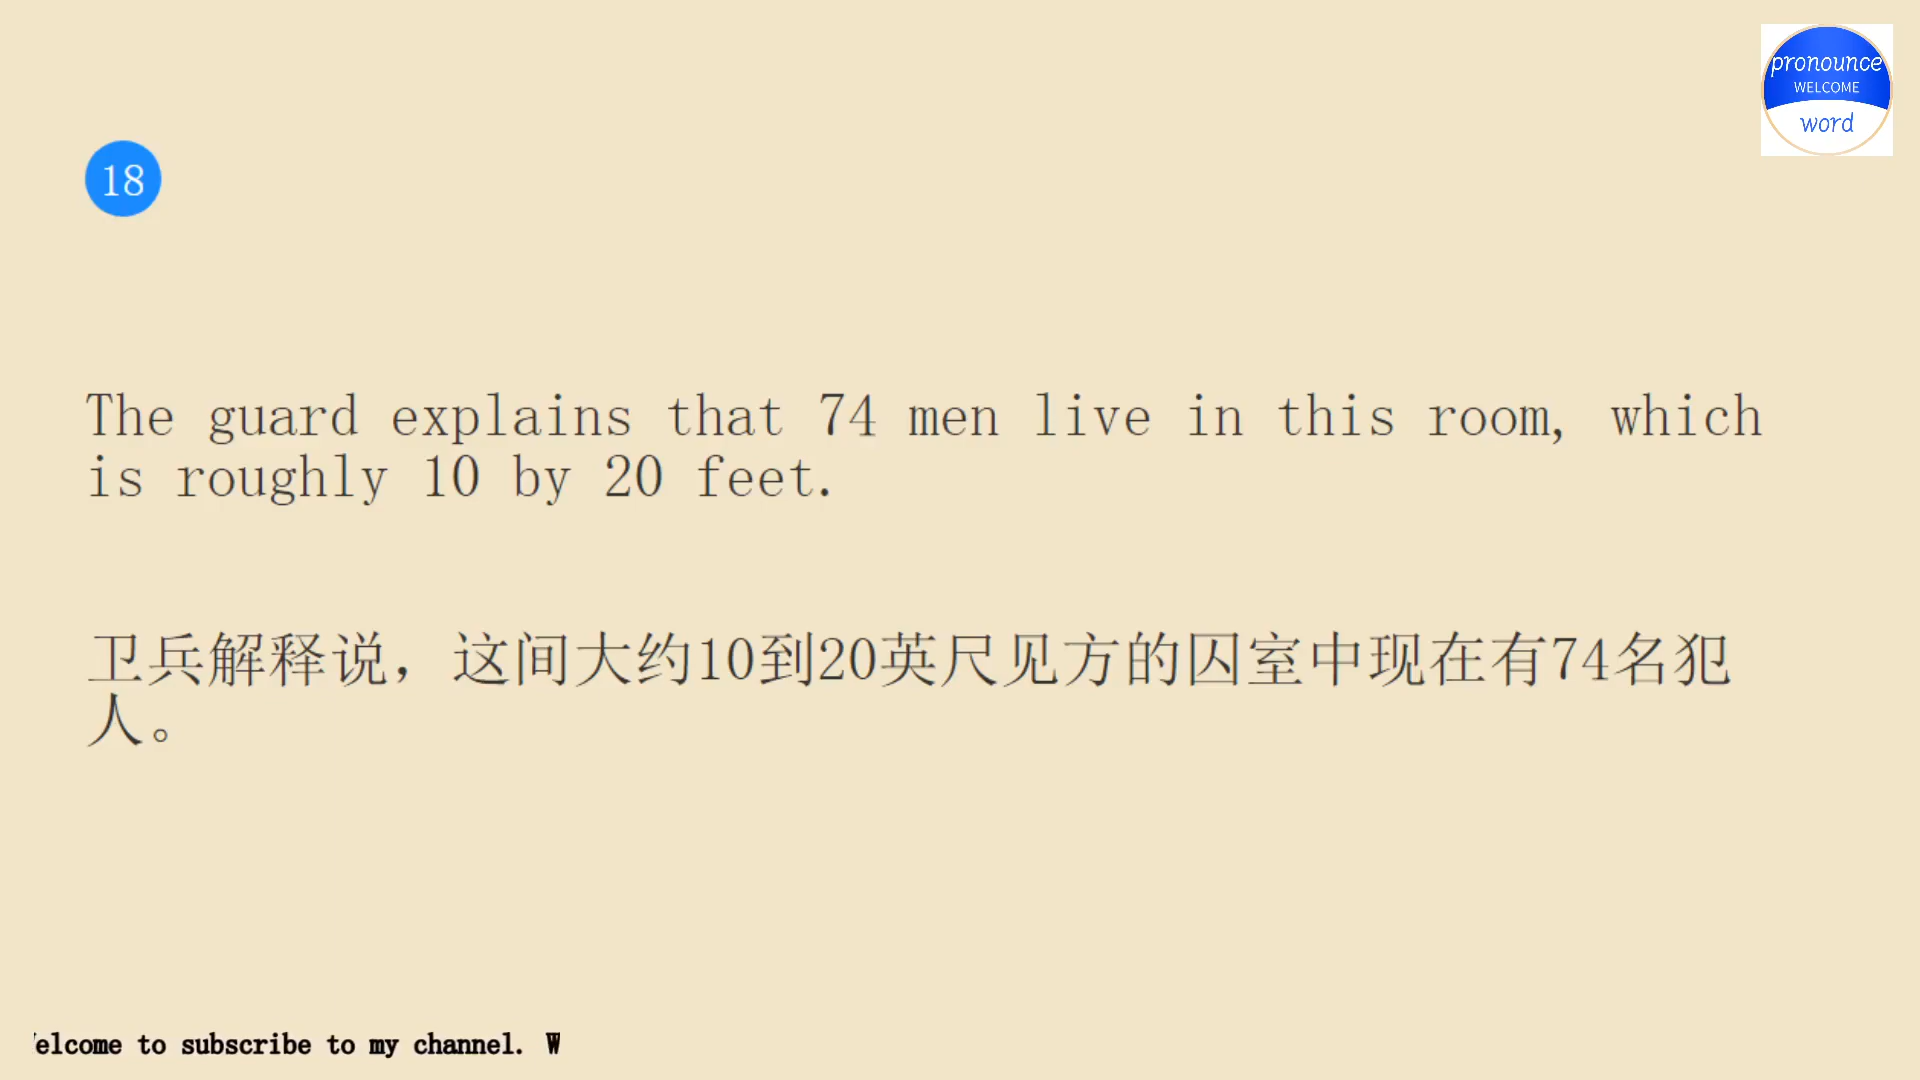 pronounce
WELCOME
word
18
The guard explains that 74 men live in this room, which
is roughly 10 by 20 feet.
卫兵解释说，这间大约10到20英尺见方的囚室中现在有74名犯
人。
elcome to subscribe to my channel. W